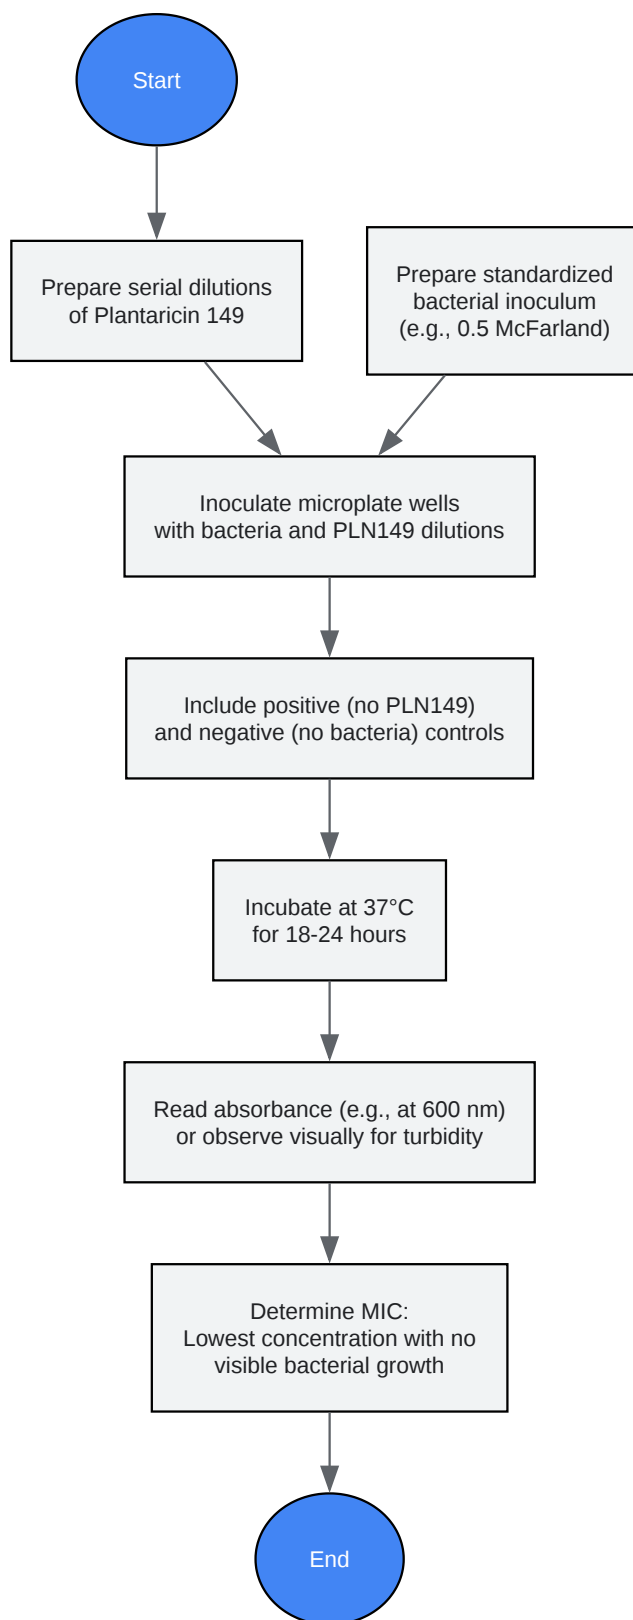 Start
Prepare serial dilutions
of Plantaricin 149
Prepare standardized
bacterial inoculum
(e.g., 0.5 McFarland)
Inoculate microplate wells
with bacteria and PLN149 dilutions
Include positive (no PLN149)
and negative (no bacteria) controls
Incubate at 37°C
for 18-24 hours
Read absorbance (e.g., at 600 nm)
or observe visually for turbidity
Determine MIC:
Lowest concentration with no
visible bacterial growth
End